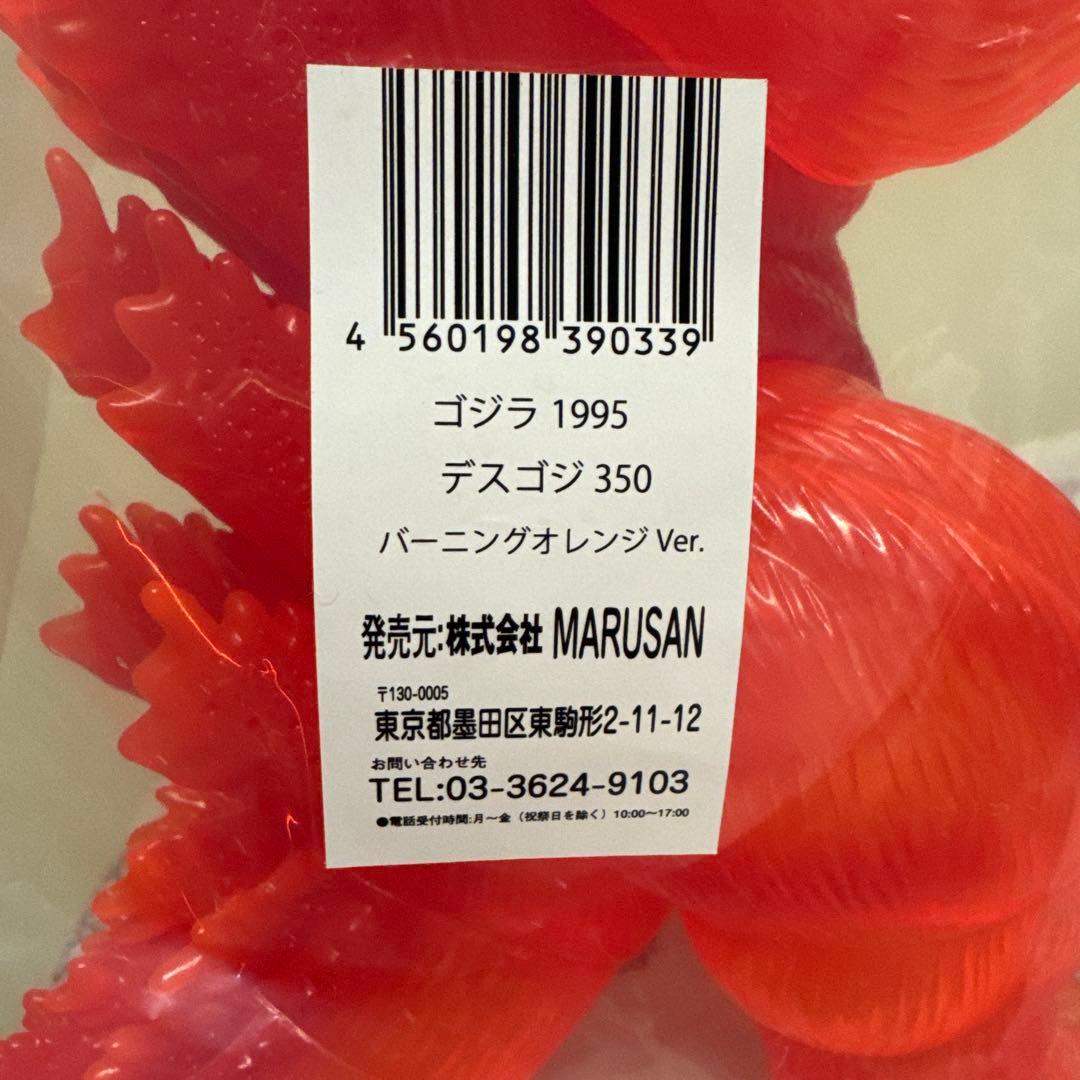 4 560198 390339
ゴジラ 1995
デスゴジ 350
バーニングオレンジ Ver.
発売元:株式会社 MARUSAN
〒130-0005
東京都墨田区東駒形2-11-12
お問い合わせ先
TEL:03-3624-9103
●電話受付時間:月〜金（祝祭日を除く）10:00〜17:00